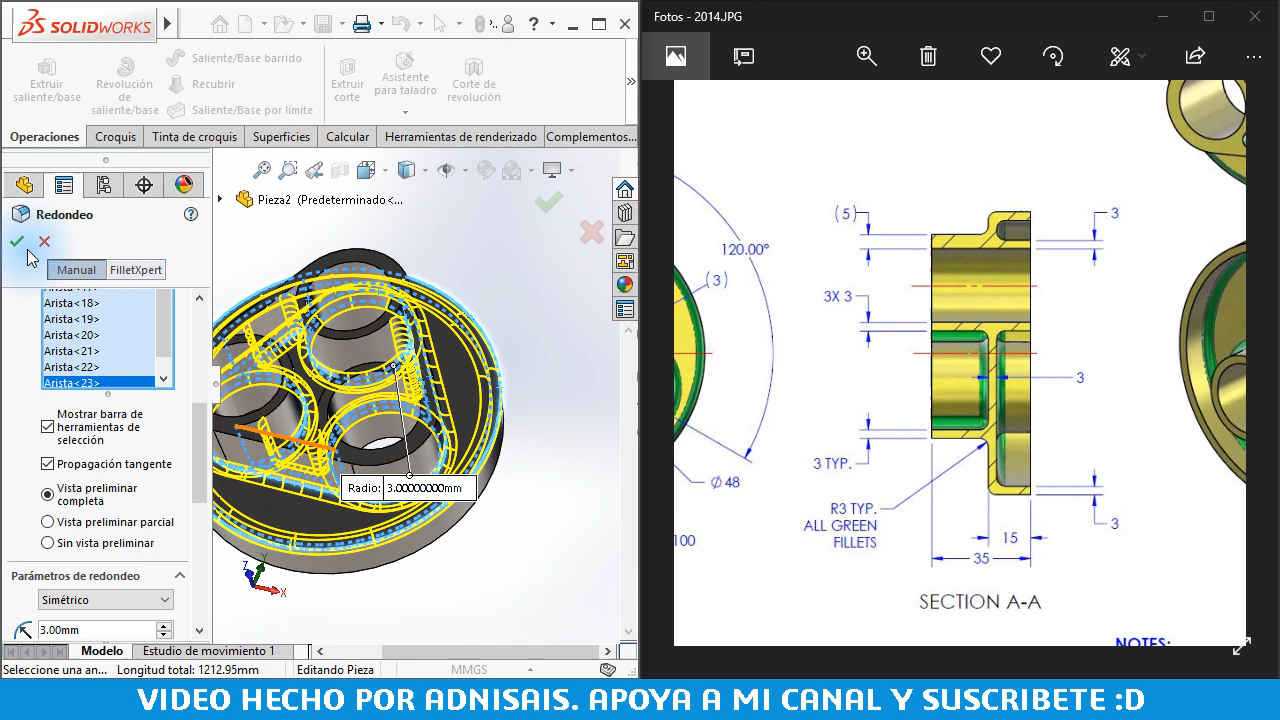 SOLIDWORKS
?
Extruir
saliente/base
Revolución
de
saliente/base
Saliente/Base barrido
Recubrir
Saliente/Base por límite
Extruir
corte
Asistente
para taladro
Corte de
revolución
»
Operaciones
Croquis
Tinta de croquis
Superficies
Calcular
Herramientas de renderizado
Complementos...
Pieza2 (Predeterminado<...
Redondeo
?
Manual
FilletXpert
Arista<18>
Arista<19>
Arista<20>
Arista<21>
Arista<22>
Arista<23>
Mostrar barra de
herramientas de
selección
Propagación tangente
Vista preliminar
completa
Vista preliminar parcial
Sin vista preliminar
Parámetros de redondeo
Simétrico
3.00mm
Radio: 3.00000000mm
Y
Z
X
Modelo
Estudio de movimiento 1
Seleccione una an...
Longitud total: 1212.95mm
Editando Pieza
MMGS
Fotos - 2014.JPG
120.00°
(3)
Ø 48
100
(5)
3
3X 3
3
3 TYP.
R3 TYP.
ALL GREEN
FILLETS
3
15
35
SECTION A-A
NOTES:
VIDEO HECHO POR ADNISAIS. APOYA A MI CANAL Y SUSCRIBETE :D